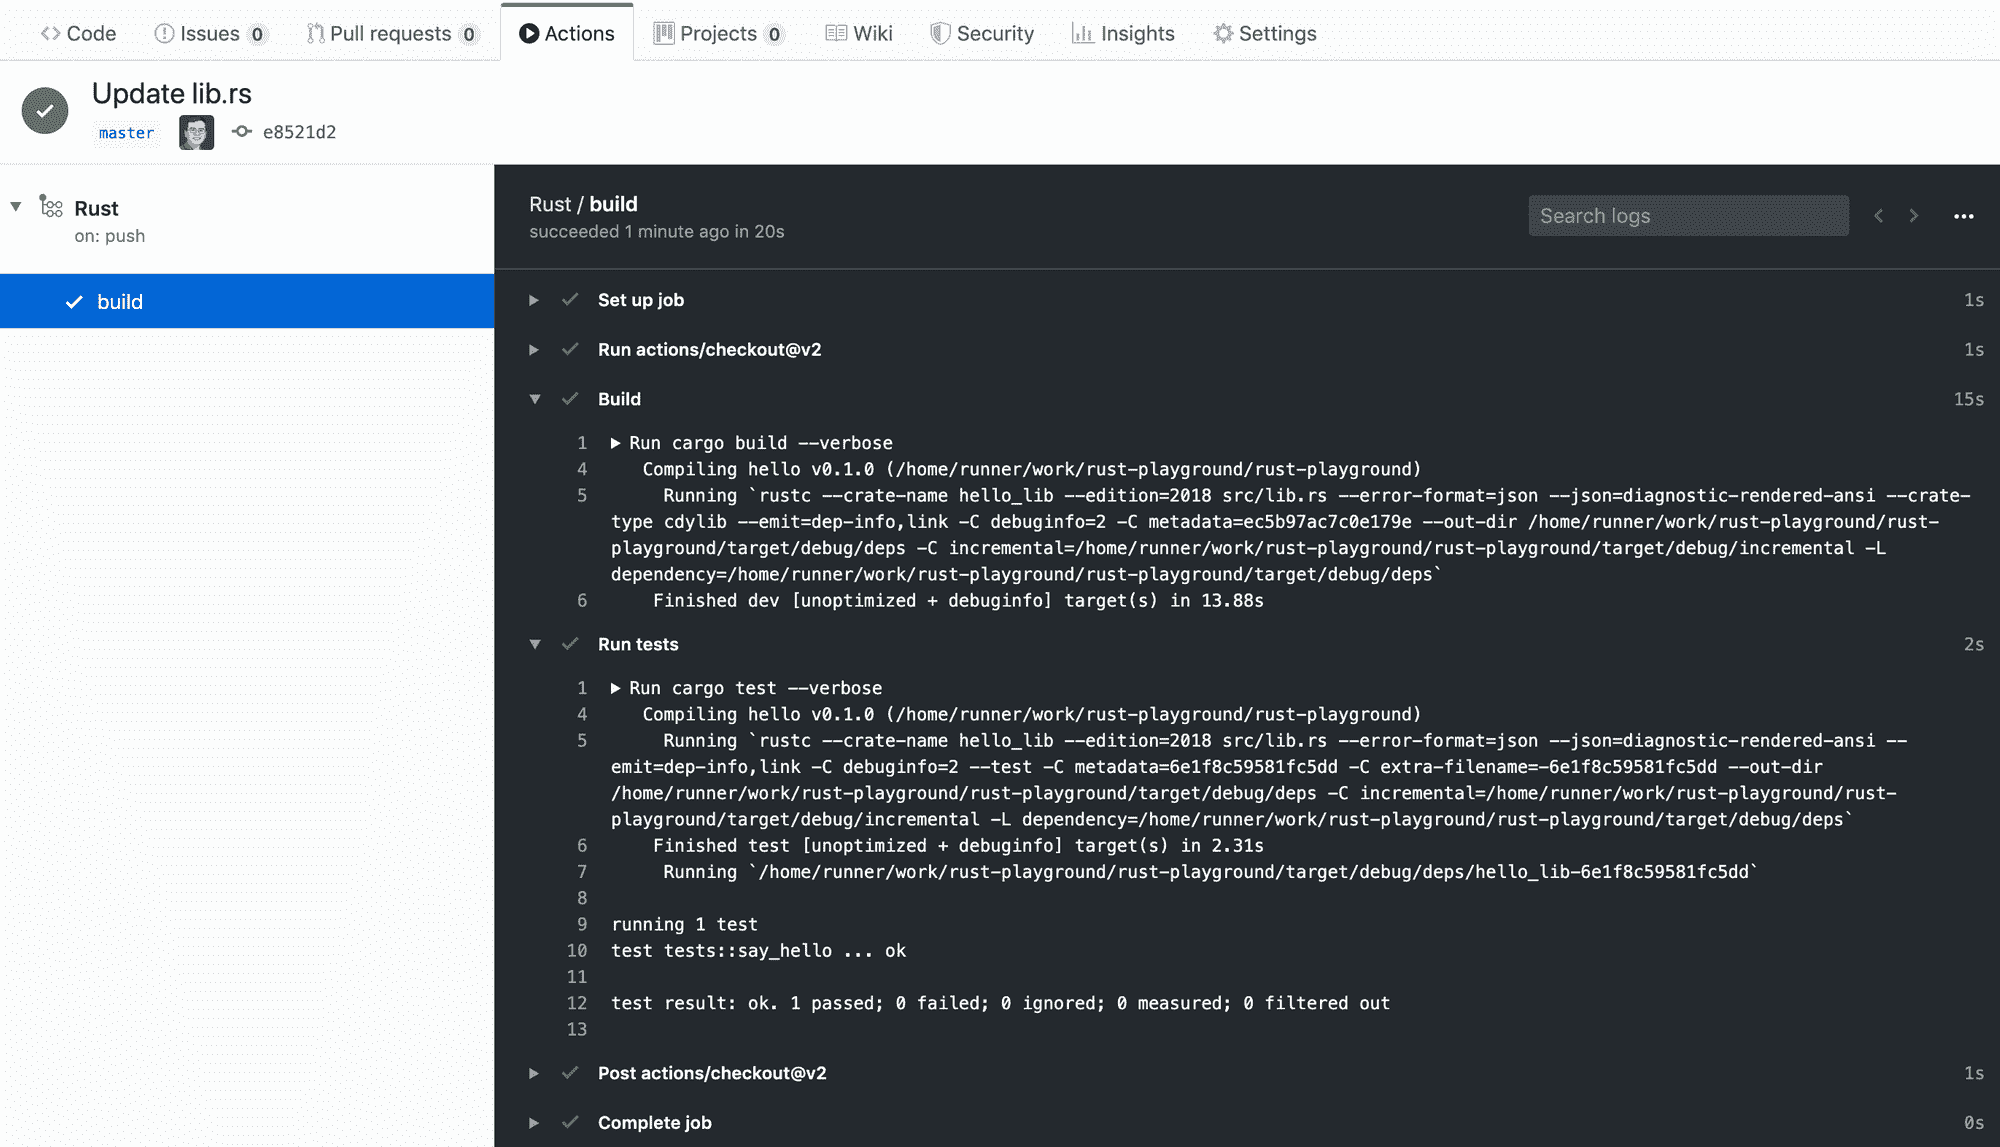 Code Issues 0 Pull requests 0 Actions Projects 0 Wiki Security Insights Settings
Update lib.rs
master e8521d2
Rust
on: push
build
Rust / build
succeeded 1 minute ago in 20s
Search logs
Set up job 1s
Run actions/checkout@v2 1s
Build 15s
1 Run cargo build --verbose
4 Compiling hello v0.1.0 (/home/runner/work/rust-playground/rust-playground)
5 Running `rustc --crate-name hello_lib --edition=2018 src/lib.rs --error-format=json --json=diagnostic-rendered-ansi --crate-
type cdylib --emit=dep-info,link -C debuginfo=2 -C metadata=ec5b97ac7c0e179e --out-dir /home/runner/work/rust-playground/rust-
playground/target/debug/deps -C incremental=/home/runner/work/rust-playground/rust-playground/target/debug/incremental -L
dependency=/home/runner/work/rust-playground/rust-playground/target/debug/deps`
6 Finished dev [unoptimized + debuginfo] target(s) in 13.88s
Run tests 2s
1 Run cargo test --verbose
4 Compiling hello v0.1.0 (/home/runner/work/rust-playground/rust-playground)
5 Running `rustc --crate-name hello_lib --edition=2018 src/lib.rs --error-format=json --json=diagnostic-rendered-ansi --
emit=dep-info,link -C debuginfo=2 --test -C metadata=6e1f8c59581fc5dd -C extra-filename=-6e1f8c59581fc5dd --out-dir
/home/runner/work/rust-playground/rust-playground/target/debug/deps -C incremental=/home/runner/work/rust-playground/rust-
playground/target/debug/incremental -L dependency=/home/runner/work/rust-playground/rust-playground/target/debug/deps`
6 Finished test [unoptimized + debuginfo] target(s) in 2.31s
7 Running `/home/runner/work/rust-playground/rust-playground/target/debug/deps/hello_lib-6e1f8c59581fc5dd`
8
9 running 1 test
10 test tests::say_hello ... ok
11
12 test result: ok. 1 passed; 0 failed; 0 ignored; 0 measured; 0 filtered out
13
Post actions/checkout@v2 1s
Complete job 0s